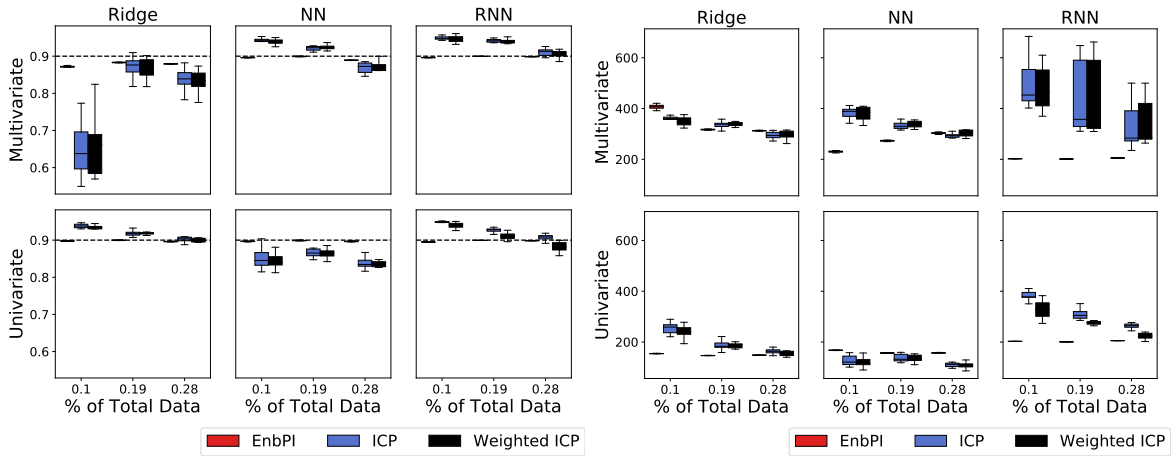 Ridge NN RNN
Multivariate
0.9
0.8
0.7
0.6
Univariate
0.9
0.8
0.7
0.6
0.1 0.19 0.28
0.1 0.19 0.28
0.1 0.19 0.28
% of Total Data % of Total Data % of Total Data
EnbPI ICP Weighted ICP
Ridge NN RNN
Multivariate
600
400
200
Univariate
600
400
200
0.1 0.19 0.28
0.1 0.19 0.28
0.1 0.19 0.28
% of Total Data % of Total Data % of Total Data
EnbPI ICP Weighted ICP